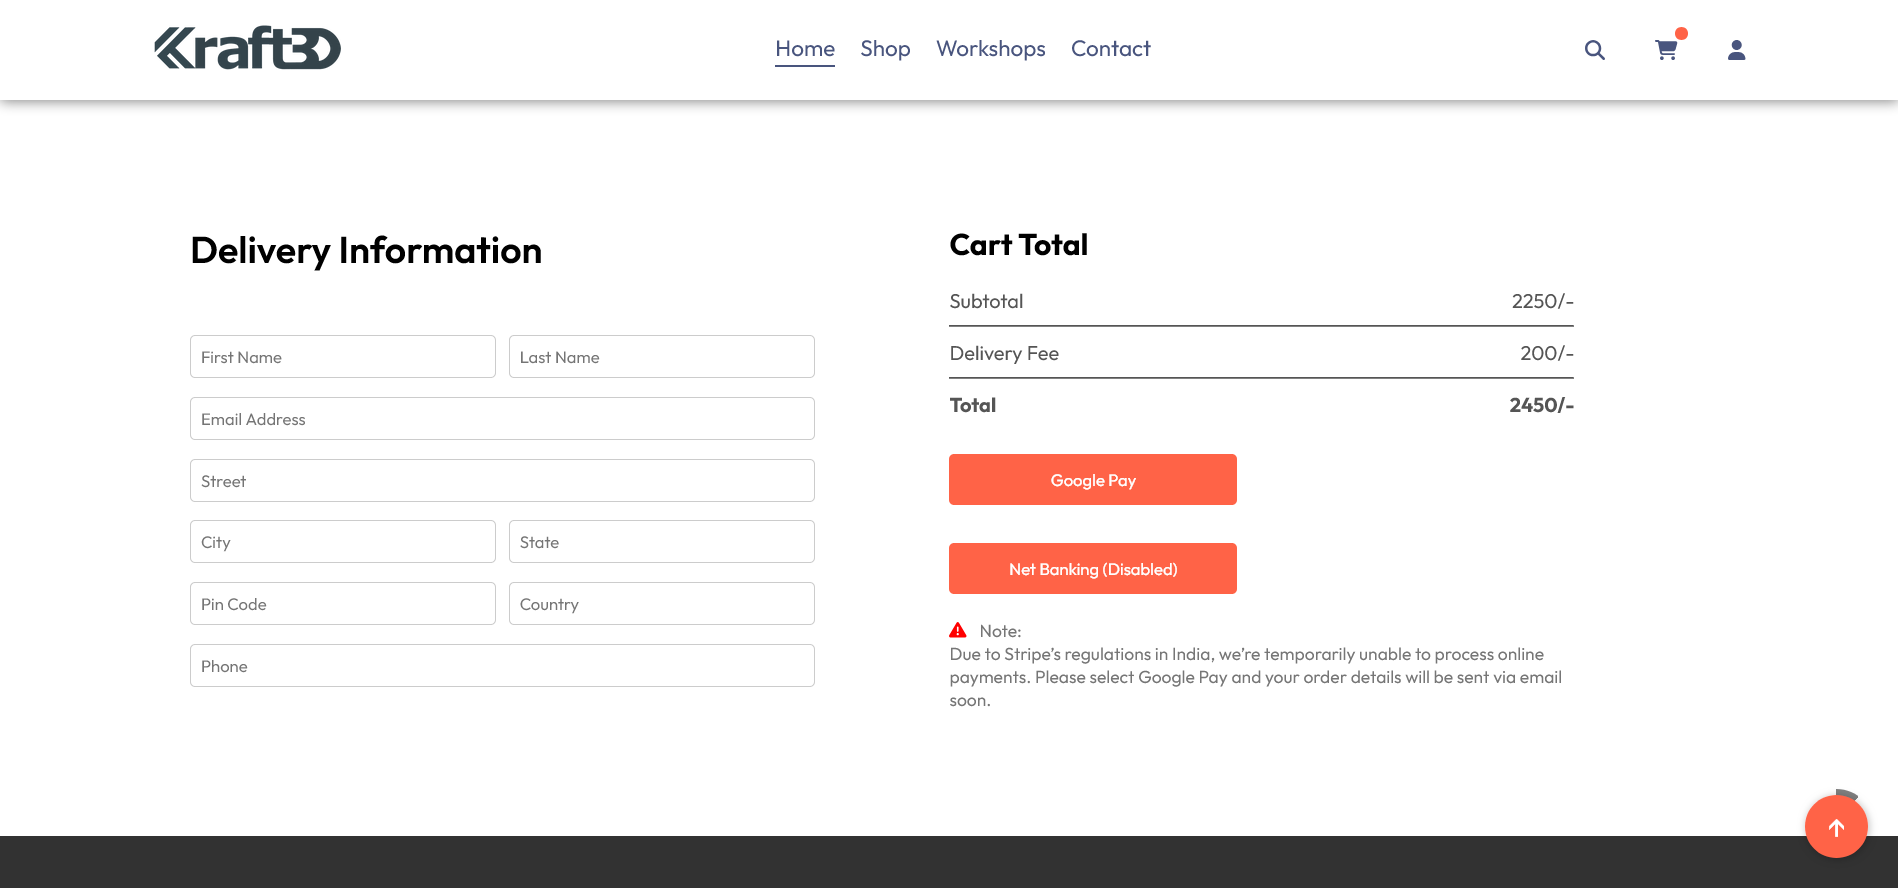 Kraft3D
Home Shop Workshops Contact
Delivery Information
First Name Last Name
Email Address
Street
City State
Pin Code Country
Phone
Cart Total
Subtotal 2250/-
Delivery Fee 200/-
Total 2450/-
Google Pay
Net Banking (Disabled)
Note:
Due to Stripe’s regulations in India, we’re temporarily unable to process online
payments. Please select Google Pay and your order details will be sent via email
soon.